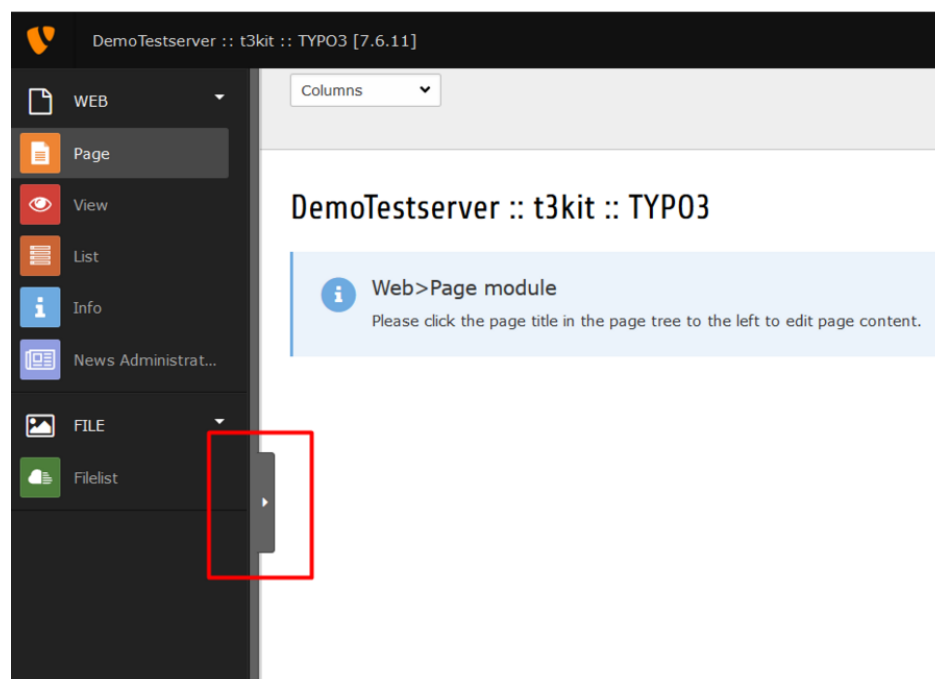 DemoTestserver :: t3kit :: TYPO3 [7.6.11]
WEB
Page
View
List
Info
News Administrat...
FILE
Filelist
Columns
DemoTestserver :: t3kit :: TYPO3
Web>Page module
Please click the page title in the page tree to the left to edit page content.